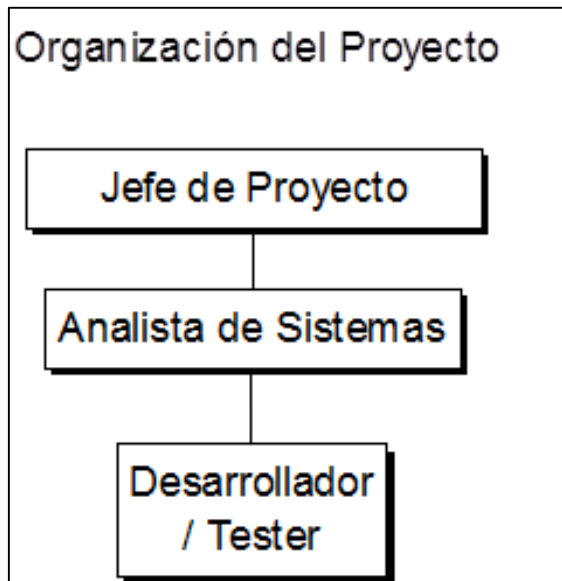 Organización del Proyecto
Jefe de Proyecto
Analista de Sistemas
Desarrollador
/ Tester